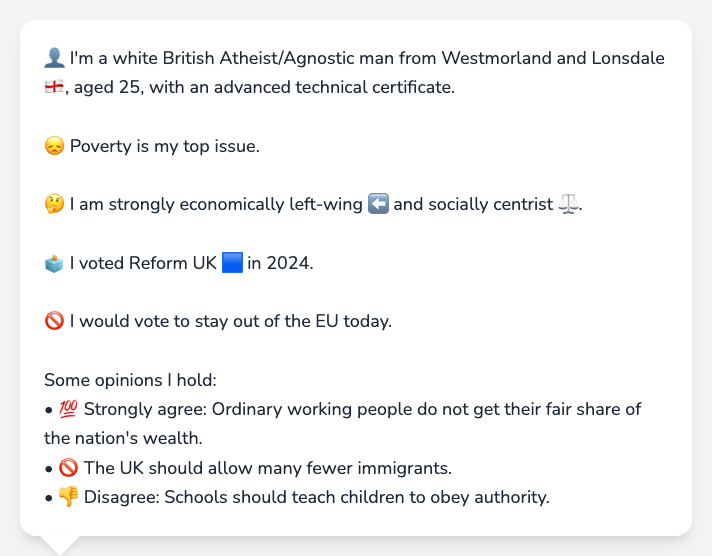 👤 I'm a white British Atheist/Agnostic man from Westmorland and Lonsdale
🏴󠁧󠁢󠁥󠁮󠁧󠁿, aged 25, with an advanced technical certificate.
😞 Poverty is my top issue.
🤔 I am strongly economically left-wing ⬅️ and socially centrist ⚖️.
🗳️ I voted Reform UK 🟦 in 2024.
🚫 I would vote to stay out of the EU today.
Some opinions I hold:
• 💯 Strongly agree: Ordinary working people do not get their fair share of
the nation's wealth.
• 🚫 The UK should allow many fewer immigrants.
• 👎 Disagree: Schools should teach children to obey authority.